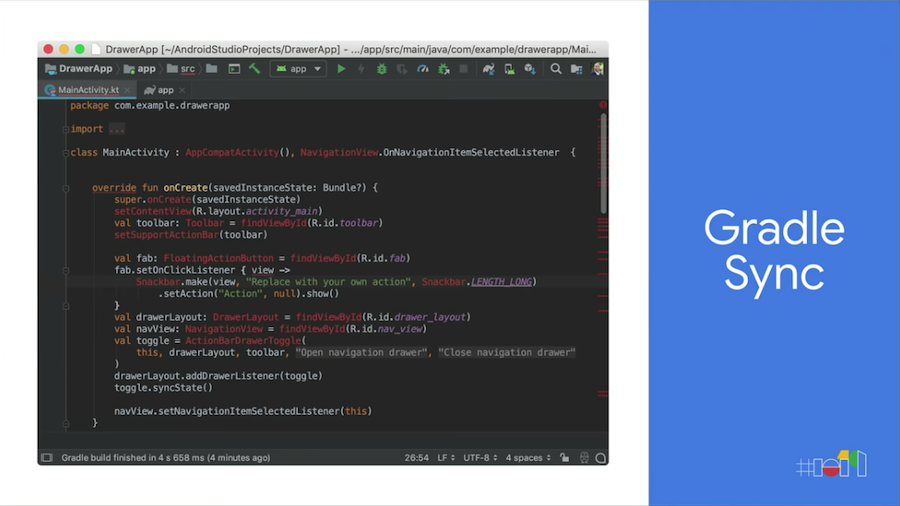 DrawerApp [~/AndroidStudioProjects/DrawerApp] - .../app/src/main/java/com/example/drawerapp/Mai...
DrawerApp app src app
MainActivity.kt app
package com.example.drawerapp
import ...
class MainActivity : AppCompatActivity(), NavigationView.OnNavigationItemSelectedListener {
override fun onCreate(savedInstanceState: Bundle?) {
super.onCreate(savedInstanceState)
setContentView(R.layout.activity_main)
val toolbar: Toolbar = findViewById(R.id.toolbar)
setSupportActionBar(toolbar)
val fab: FloatingActionButton = findViewById(R.id.fab)
fab.setOnClickListener { view ->
Snackbar.make(view, "Replace with your own action", Snackbar.LENGTH_LONG)
.setAction("Action", null).show()
}
val drawerLayout: DrawerLayout = findViewById(R.id.drawer_layout)
val navView: NavigationView = findViewById(R.id.nav_view)
val toggle = ActionBarDrawerToggle(
this, drawerLayout, toolbar, "Open navigation drawer", "Close navigation drawer"
)
drawerLayout.addDrawerListener(toggle)
toggle.syncState()
navView.setNavigationItemSelectedListener(this)
}
Gradle build finished in 4 s 658 ms (4 minutes ago) 26:54 LF UTF-8 4 spaces
Gradle
Sync
#io19